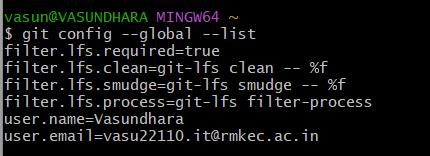 vasun@VASUNDHARA MINGW64 ~
$ git config --global --list
filter.lfs.required=true
filter.lfs.clean=git-lfs clean -- %f
filter.lfs.smudge=git-lfs smudge -- %f
filter.lfs.process=git-lfs filter-process
user.name=Vasundhara
user.email=vasu22110.it@rmkec.ac.in